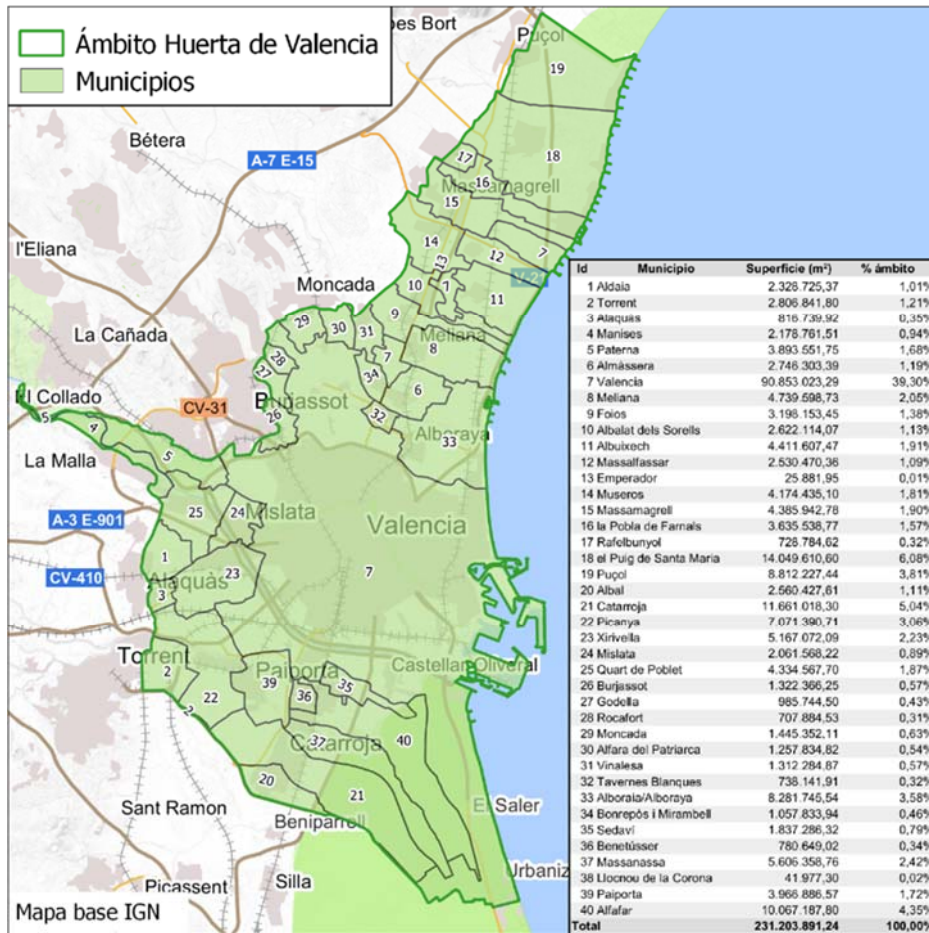 Ámbito Huerta de Valencia
Municipios
es Bort
Puçol
19
Bétera
A-7 E-15
18
17
16
Massamagrell
15
l'Eliana
14
12
7
13
V-21
Moncada
10
7
11
La Cañada
29
30
31
9
Meliana
8
28
7
27
34
6
El Collado
CV-31
Burjassot
26
32
5
4
Alboraya
33
La Malla
5
25
24
Mislata
A-3 E-901
Valencia
1
CV-410
Alaquàs
23
7
3
Torrent
2
Paiporta
Castellar-Oliveral
22
39
36
35
2
Catarroja
37
40
20
21
Sant Ramon
Beniparrell
El Saler
Urbaniz
Picassent
Silla
Mapa base IGN
Id Municipio Superficie (m²) % ámbito
1 Aldaia 2.328.725,37 1,01%
2 Torrent 2.806.841,80 1,21%
3 Alaquàs 816.739,92 0,35%
4 Manises 2.178.761,51 0,94%
5 Paterna 3.893.551,75 1,68%
6 Almàssera 2.746.303,39 1,19%
7 Valencia 90.853.023,29 39,30%
8 Meliana 4.739.598,73 2,05%
9 Foios 3.198.153,45 1,38%
10 Albalat dels Sorells 2.622.114,07 1,13%
11 Albuixech 4.411.607,47 1,91%
12 Massalfassar 2.530.470,36 1,09%
13 Emperador 25.881,95 0,01%
14 Museros 4.174.435,10 1,81%
15 Massamagrell 4.385.942,78 1,90%
16 la Pobla de Farnals 3.635.538,77 1,57%
17 Rafelbunyol 728.784,62 0,32%
18 el Puig de Santa Maria 14.049.610,60 6,08%
19 Puçol 8.812.227,44 3,81%
20 Albal 2.560.427,61 1,11%
21 Catarroja 11.661.018,30 5,04%
22 Picanya 7.071.390,71 3,06%
23 Xirivella 5.167.072,09 2,23%
24 Mislata 2.061.568,22 0,89%
25 Quart de Poblet 4.334.567,70 1,87%
26 Burjassot 1.322.366,25 0,57%
27 Godella 985.744,50 0,43%
28 Rocafort 707.884,53 0,31%
29 Moncada 1.445.352,11 0,63%
30 Alfara del Patriarca 1.257.834,82 0,54%
31 Vinalesa 1.312.284,87 0,57%
32 Tavernes Blanques 738.141,91 0,32%
33 Alboraia/Alboraya 8.281.745,54 3,58%
34 Bonrepòs i Mirambell 1.057.833,94 0,46%
35 Sedaví 1.837.286,32 0,79%
36 Benetússer 780.649,02 0,34%
37 Massanassa 5.606.358,76 2,42%
38 Llocnou de la Corona 41.977,30 0,02%
39 Paiporta 3.966.886,57 1,72%
40 Alfafar 10.067.187,80 4,35%
Total 231.203.891,24 100,00%